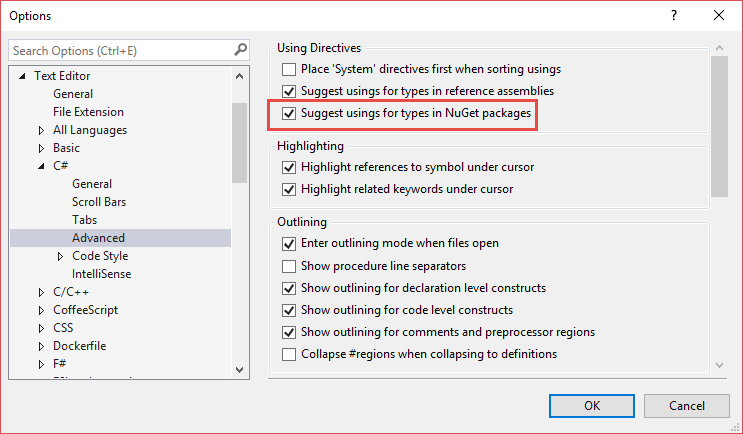 Options
?
Search Options (Ctrl+E)
Text Editor
General
File Extension
All Languages
Basic
C#
General
Scroll Bars
Tabs
Advanced
Code Style
IntelliSense
C/C++
CoffeeScript
CSS
Dockerfile
F#
Using Directives
Place 'System' directives first when sorting usings
Suggest usings for types in reference assemblies
Suggest usings for types in NuGet packages
Highlighting
Highlight references to symbol under cursor
Highlight related keywords under cursor
Outlining
Enter outlining mode when files open
Show procedure line separators
Show outlining for declaration level constructs
Show outlining for code level constructs
Show outlining for comments and preprocessor regions
Collapse #regions when collapsing to definitions
OK
Cancel